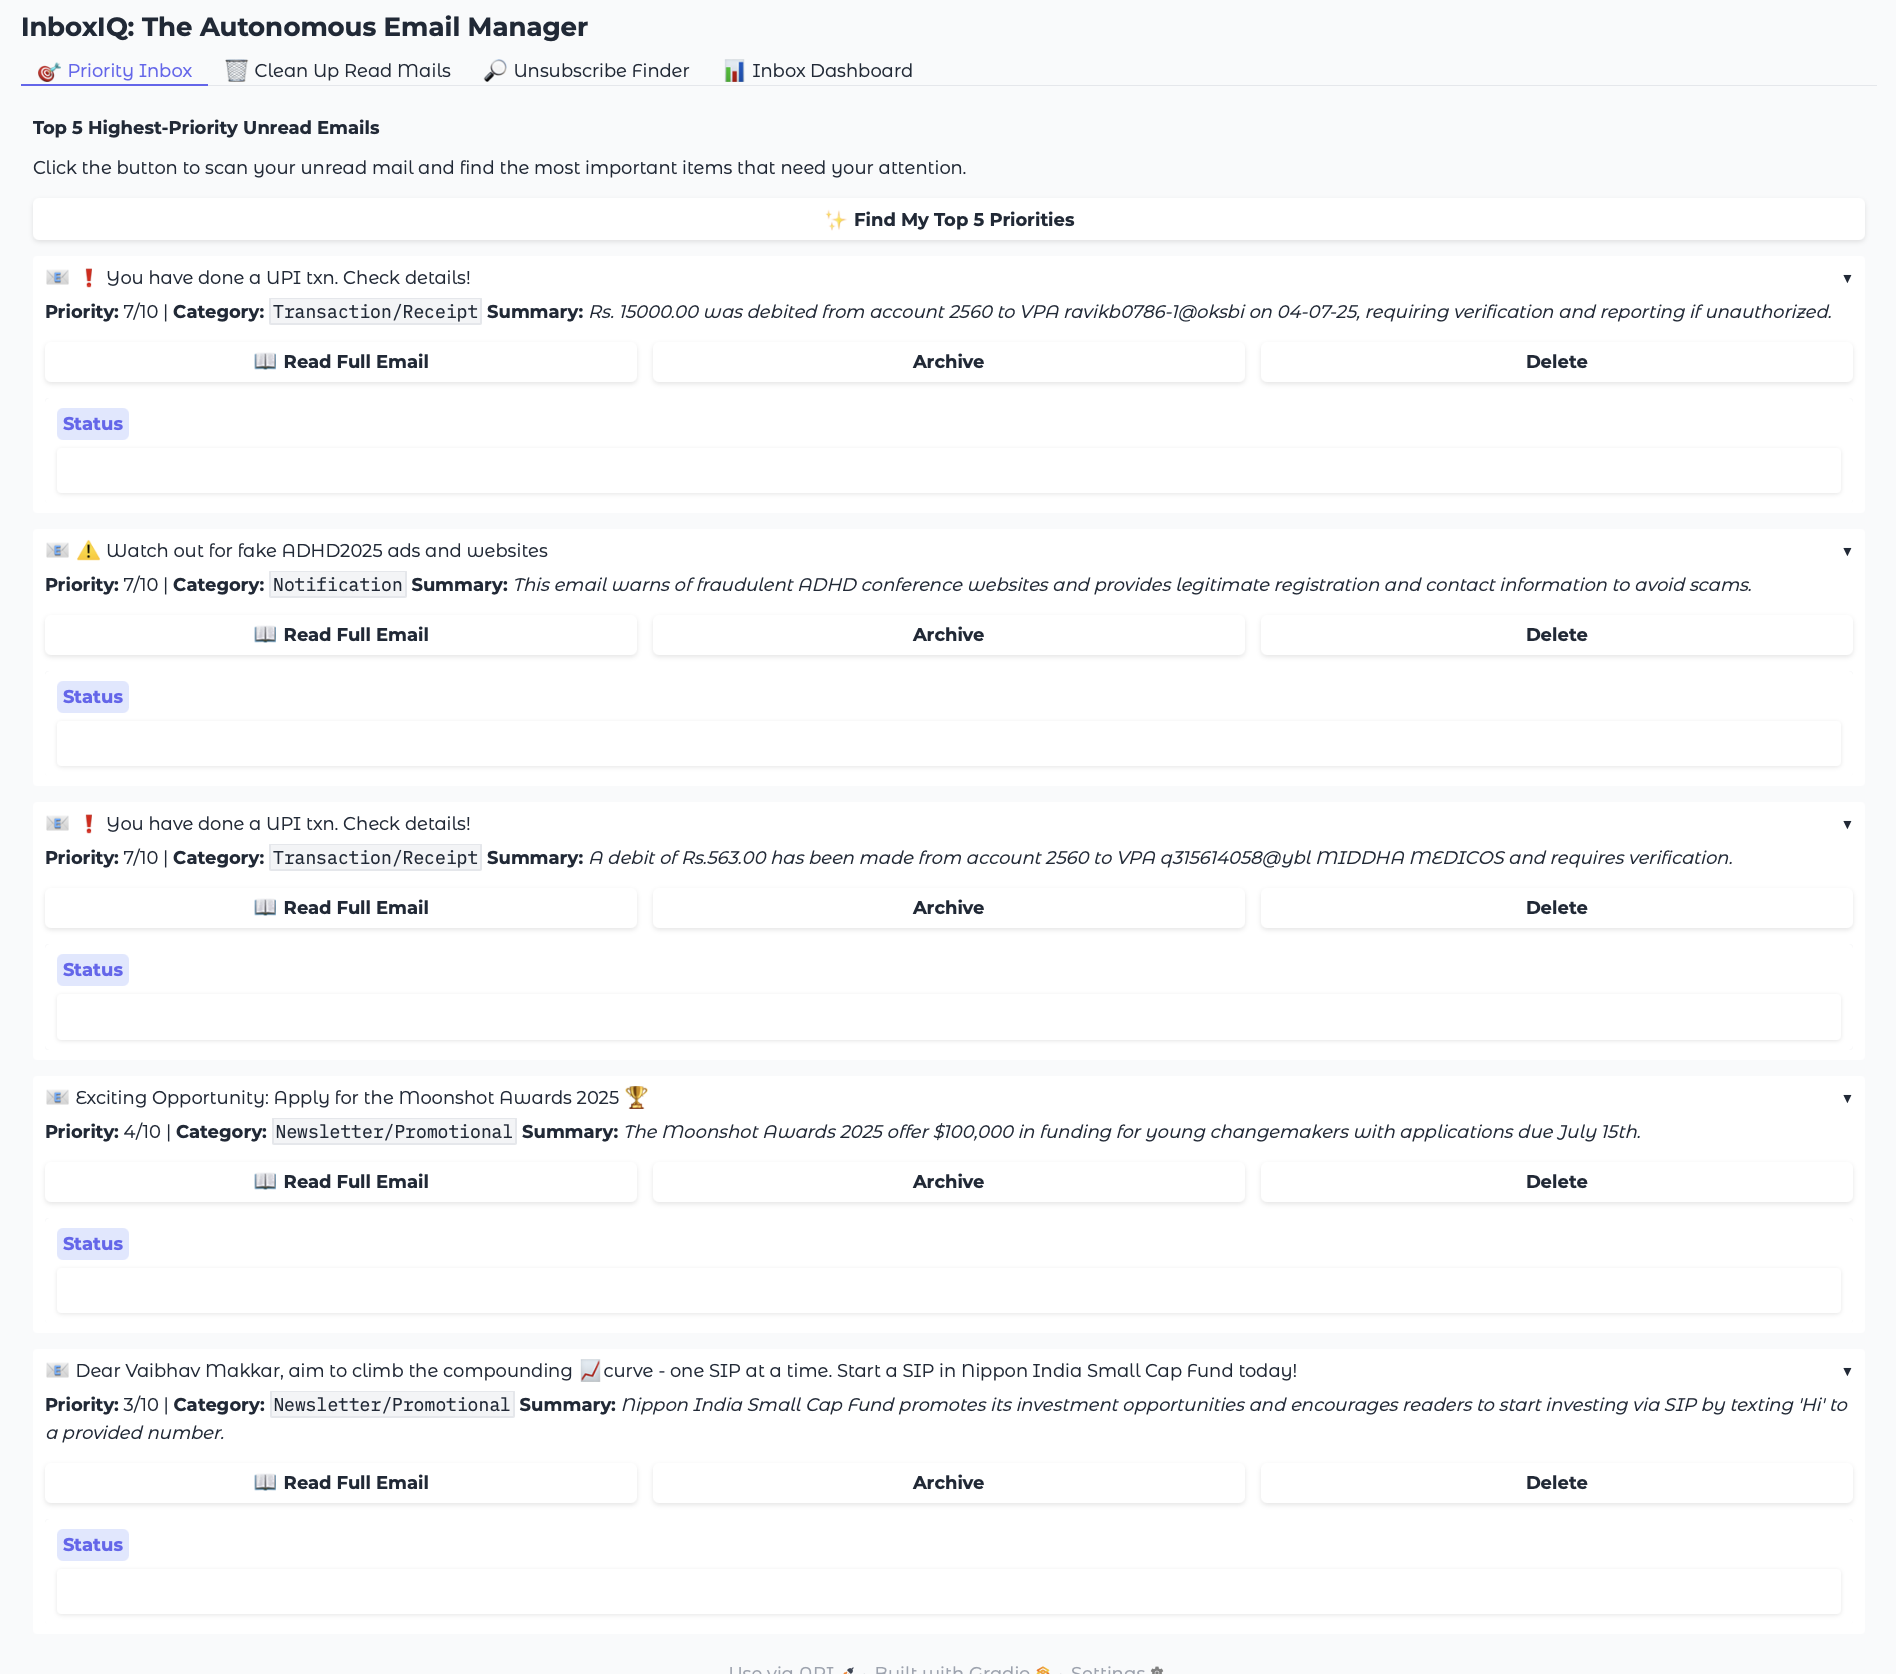 InboxIQ: The Autonomous Email Manager
🎯 Priority Inbox 🗑️ Clean Up Read Mails 🔎 Unsubscribe Finder 📊 Inbox Dashboard
Top 5 Highest-Priority Unread Emails
Click the button to scan your unread mail and find the most important items that need your attention.
✨ Find My Top 5 Priorities
📧 ❗ You have done a UPI txn. Check details! ▼
Priority: 7/10 | Category: Transaction/Receipt Summary: Rs. 15000.00 was debited from account 2560 to VPA ravikb0786-1@oksbi on 04-07-25, requiring verification and reporting if unauthorized.
📖 Read Full Email Archive Delete
Status
📧 ⚠️ Watch out for fake ADHD2025 ads and websites ▼
Priority: 7/10 | Category: Notification Summary: This email warns of fraudulent ADHD conference websites and provides legitimate registration and contact information to avoid scams.
📖 Read Full Email Archive Delete
Status
📧 ❗ You have done a UPI txn. Check details! ▼
Priority: 7/10 | Category: Transaction/Receipt Summary: A debit of Rs.563.00 has been made from account 2560 to VPA q315614058@ybl MIDDHA MEDICOS and requires verification.
📖 Read Full Email Archive Delete
Status
📧 Exciting Opportunity: Apply for the Moonshot Awards 2025 🏆 ▼
Priority: 4/10 | Category: Newsletter/Promotional Summary: The Moonshot Awards 2025 offer $100,000 in funding for young changemakers with applications due July 15th.
📖 Read Full Email Archive Delete
Status
📧 Dear Vaibhav Makkar, aim to climb the compounding 📈curve - one SIP at a time. Start a SIP in Nippon India Small Cap Fund today! ▼
Priority: 3/10 | Category: Newsletter/Promotional Summary: Nippon India Small Cap Fund promotes its investment opportunities and encourages readers to start investing via SIP by texting 'Hi' to
a provided number.
📖 Read Full Email Archive Delete
Status
Use via API 🚀 · Built with Gradio · Settings